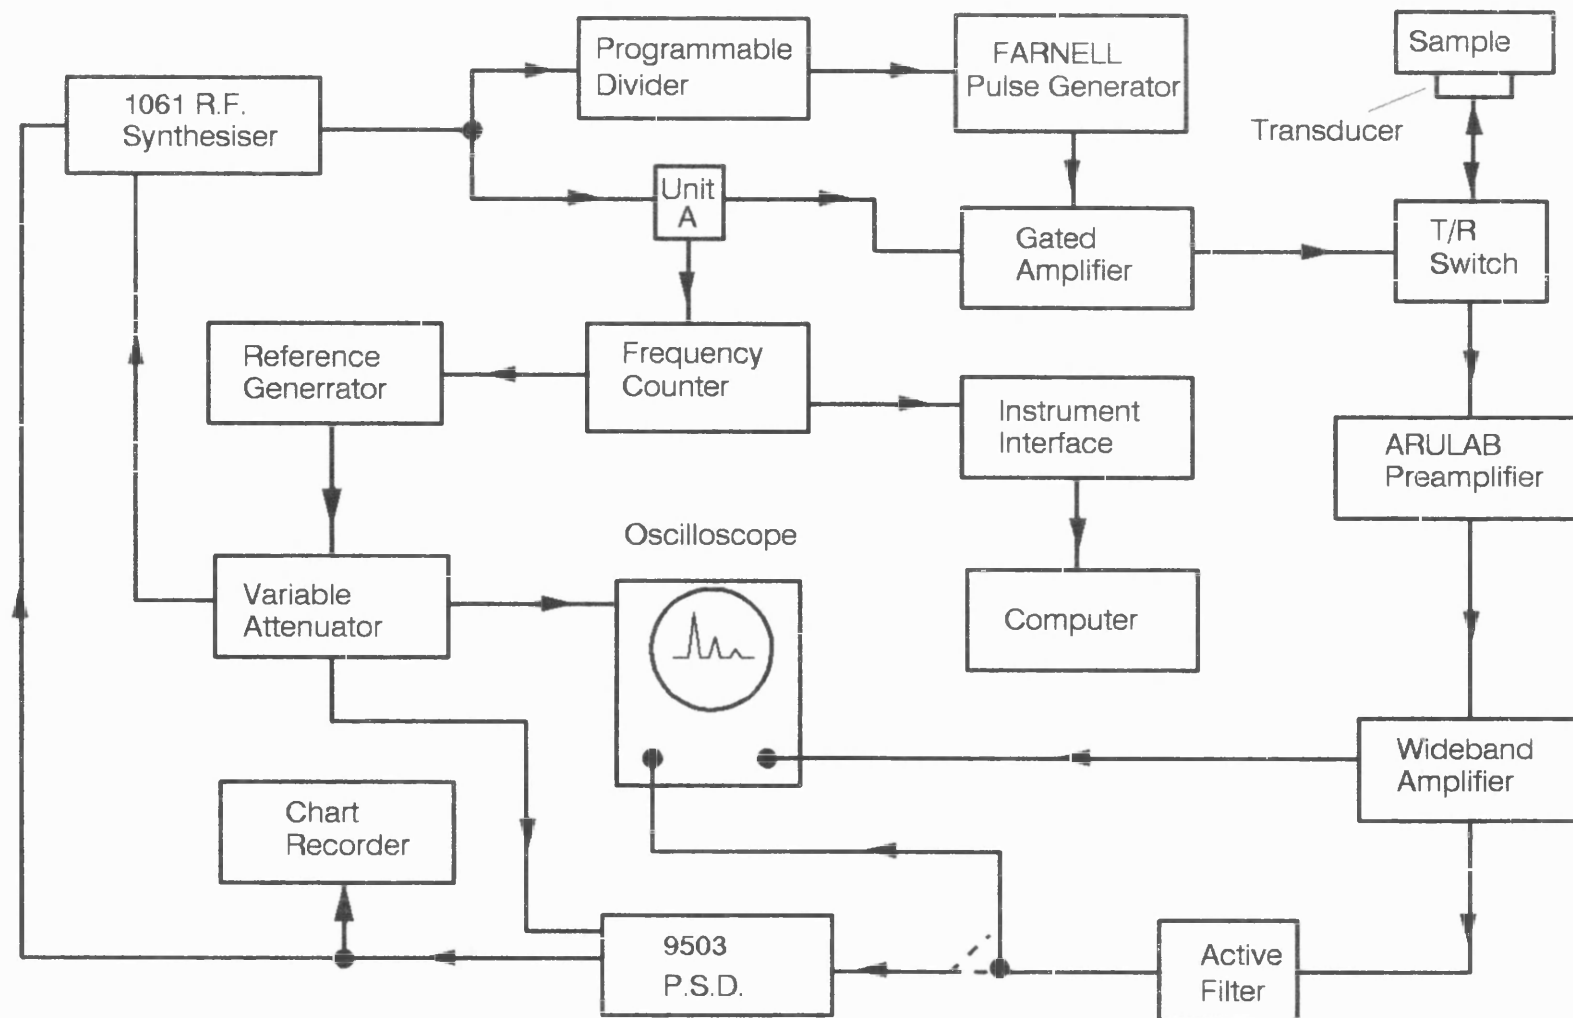 Programmable
Divider
FARNELL
Pulse Generator
Sample
1061 R.F.
Synthesiser
Transducer
Unit
A
Gated
Amplifier
T/R
Switch
Reference
Generrator
Frequency
Counter
Instrument
Interface
ARULAB
Preamplifier
Oscilloscope
Variable
Attenuator
Computer
Wideband
Amplifier
Chart
Recorder
9503
P.S.D.
Active
Filter